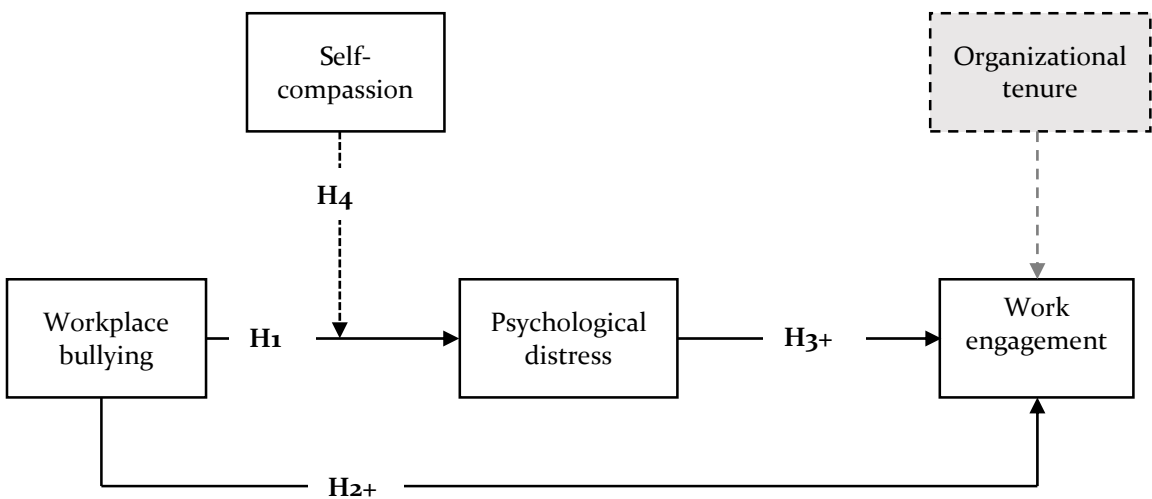 Self-
compassion
Organizational
tenure
H4
Workplace
bullying
H1
Psychological
distress
H3+
Work
engagement
H2+